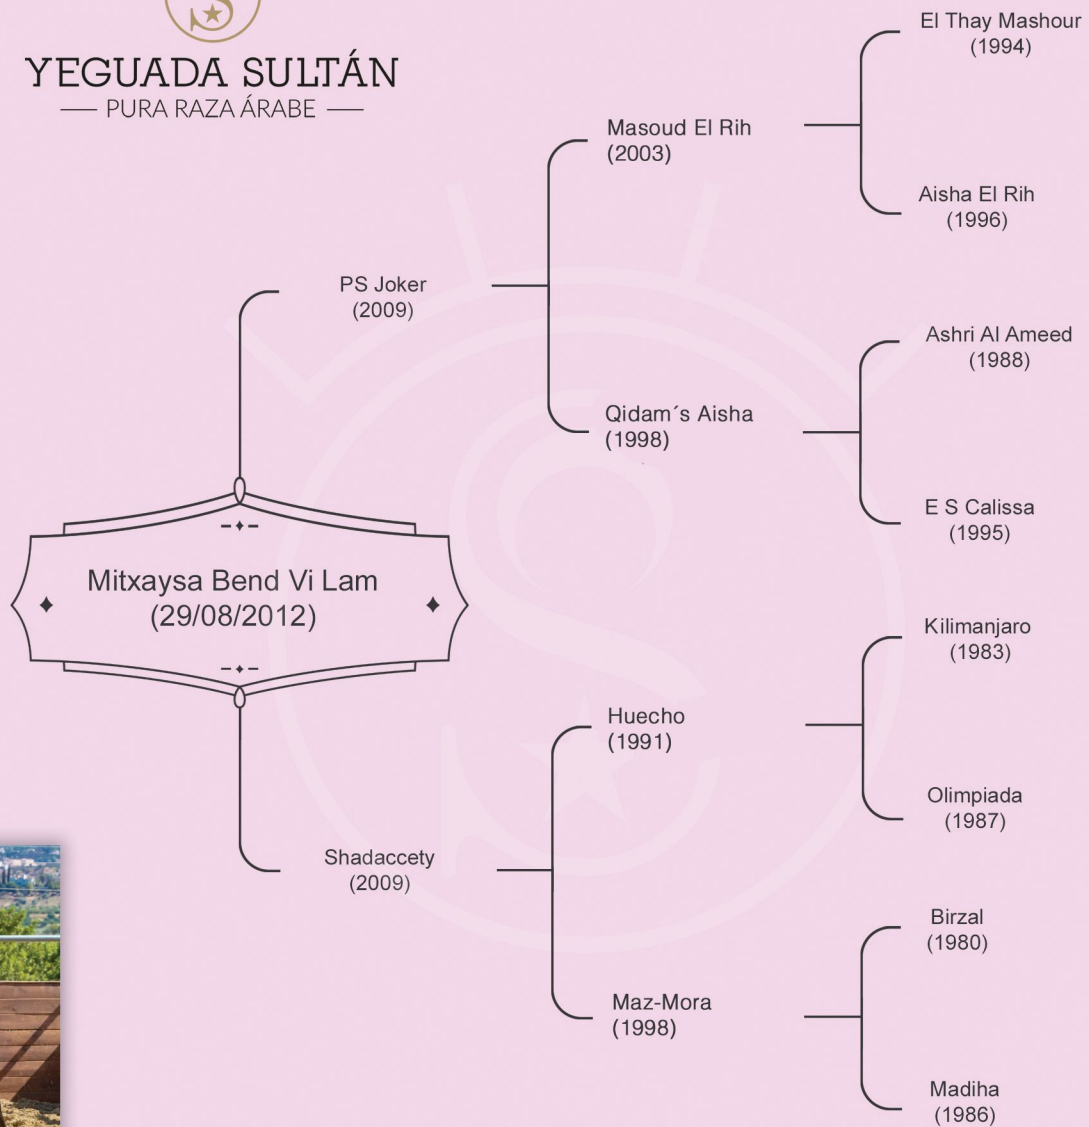 YEGUADA SULTÁN
PURA RAZA ÁRABE
Mitxaysa Bend Vi Lam
(29/08/2012)
PS Joker
(2009)
Shadaccety
(2009)
Masoud El Rih
(2003)
Qidam´s Aisha
(1998)
Huecho
(1991)
Maz-Mora
(1998)
El Thay Mashour
(1994)
Aisha El Rih
(1996)
Ashri Al Ameed
(1988)
E S Calissa
(1995)
Kilimanjaro
(1983)
Olimpiada
(1987)
Birzal
(1980)
Madiha
(1986)